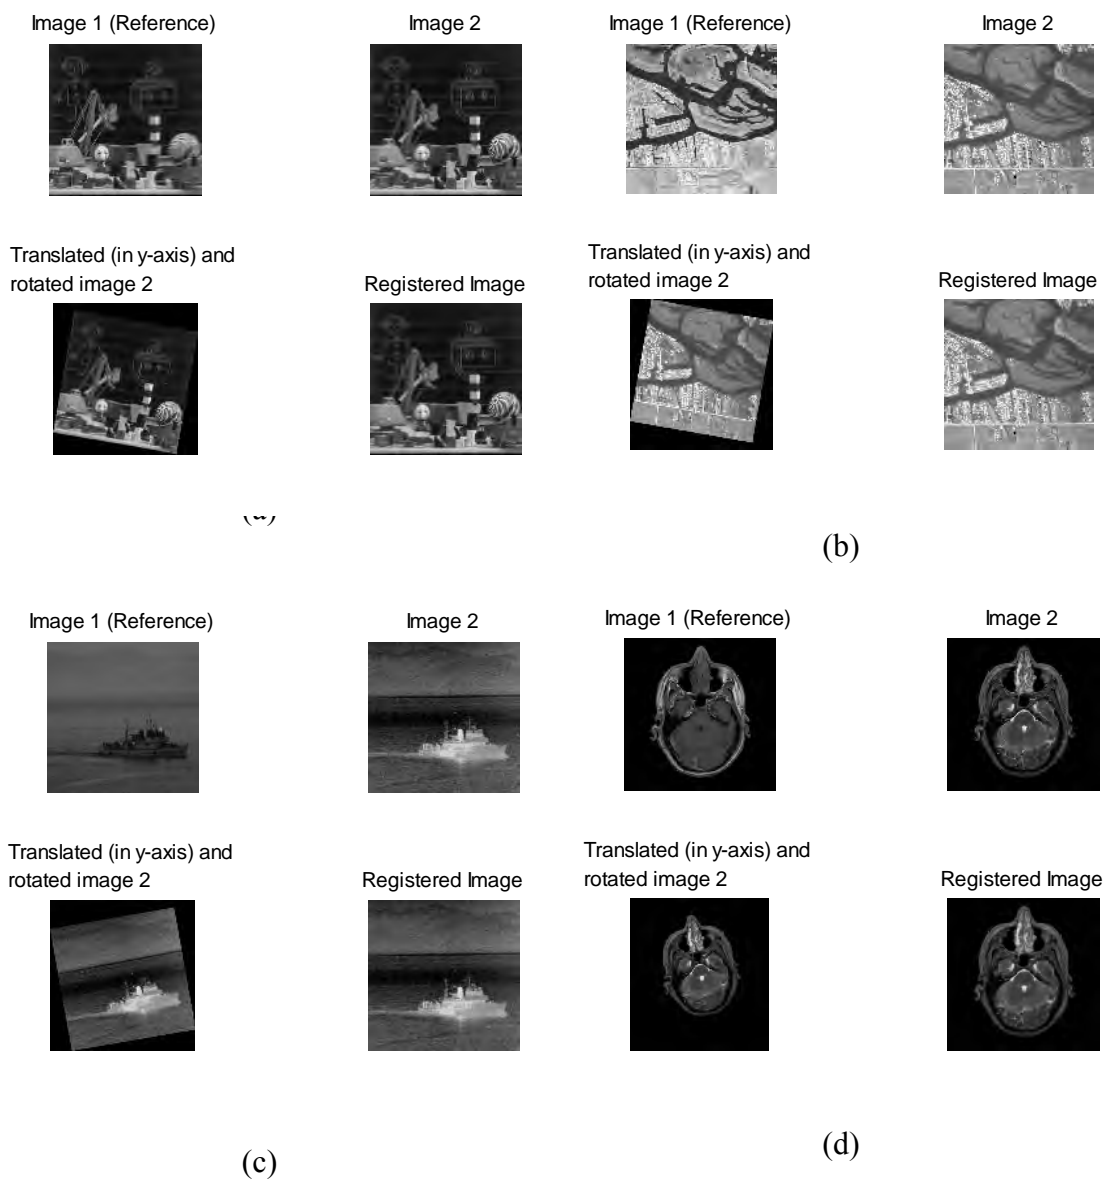 Image 1 (Reference)
Image 2
Translated (in y-axis) and
rotated image 2
Registered Image
(a)
Image 1 (Reference)
Image 2
Translated (in y-axis) and
rotated image 2
Registered Image
(b)
Image 1 (Reference)
Image 2
Translated (in y-axis) and
rotated image 2
Registered Image
(c)
Image 1 (Reference)
Image 2
Translated (in y-axis) and
rotated image 2
Registered Image
(d)